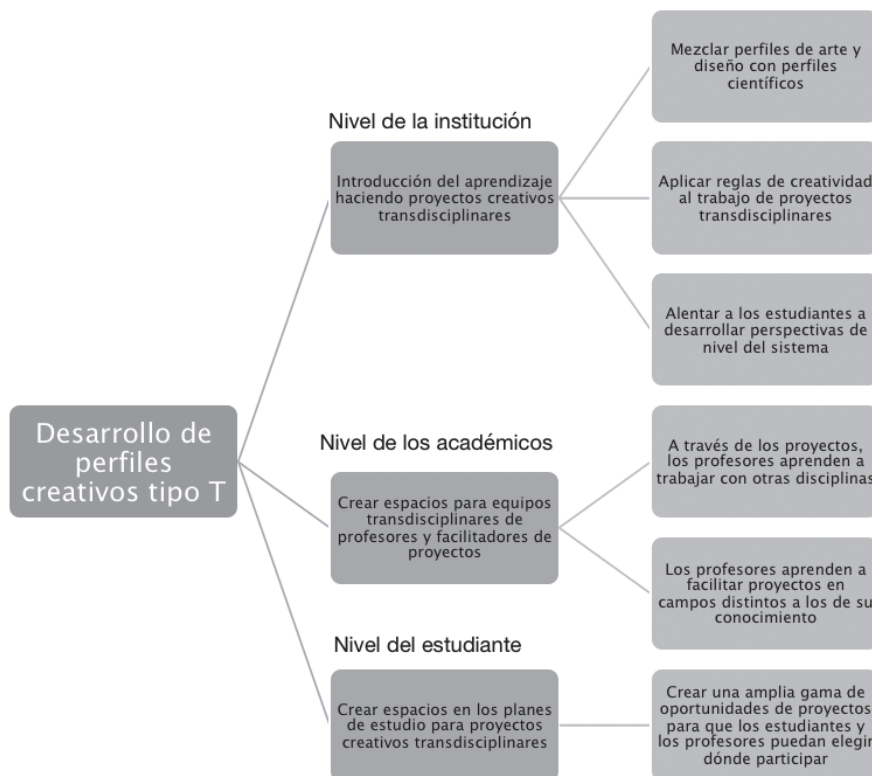 Desarrollo de
perfiles
creativos tipo T
Nivel de la institución
Introducción del aprendizaje
haciendo proyectos creativos
transdisciplinares
Mezclar perfiles de arte y
diseño con perfiles
científicos
Aplicar reglas de creatividad
al trabajo de proyectos
transdisciplinares
Alentar a los estudiantes a
desarrollar perspectivas de
nivel del sistema
Nivel de los académicos
Crear espacios para equipos
transdisciplinares de
profesores y facilitadores de
proyectos
A través de los proyectos,
los profesores aprenden a
trabajar con otras disciplinas
Los profesores aprenden a
facilitar proyectos en
campos distintos a los de su
conocimiento
Nivel del estudiante
Crear espacios en los planes
de estudio para proyectos
creativos transdisciplinares
Crear una amplia gama de
oportunidades de proyectos
para que los estudiantes y
los profesores puedan elegir
dónde participar